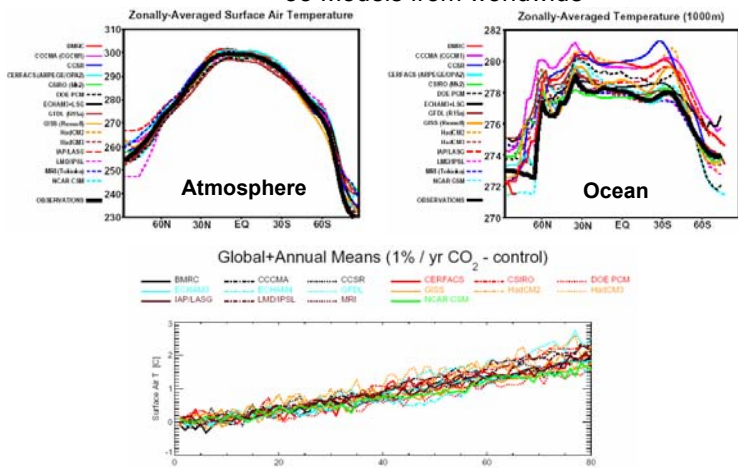 Models from worldwide
Zonally-Averaged Surface Air Temperature
310
300
290
280
270
260
250
240
230
BMRC
CCCMA (CGCM1)
CCSR
CERFACS (ARPEGE/OPA2)
CSIRO (Mk2)
DOE PCM
ECHAM3+LSG
GFDL (R15a)
GISS (Russell)
HadCM2
HadCM3
IAP/LASG
LMD/IPSL
MRI (Tokioka)
NCAR CSM
OBSERVATIONS
60N 30N EQ 30S 60S
Atmosphere
Zonally-Averaged Temperature (1000m)
282
280
278
276
274
272
270
BMRC
CCCMA (CGCM1)
CCSR
CERFACS (ARPEGE/OPA2)
CSIRO (Mk2)
DOE PCM
ECHAM3+LSG
GFDL (R15a)
GISS (Russell)
HadCM2
HadCM3
IAP/LASG
LMD/IPSL
MRI (Tokioka)
NCAR CSM
OBSERVATIONS
60N 30N EQ 30S 60S
Ocean
Global+Annual Means (1% / yr CO2 - control)
BMRC CCCMA CCSR CERFACS CSIRO DOE PCM
ECHAM3 ECHAM4 GFDL GISS HadCM2 HadCM3
IAP/LASG LMD/IPSL MRI NCAR CSM
Surface Air T [C]
3
2
1
0
-1
0 20 40 60 80